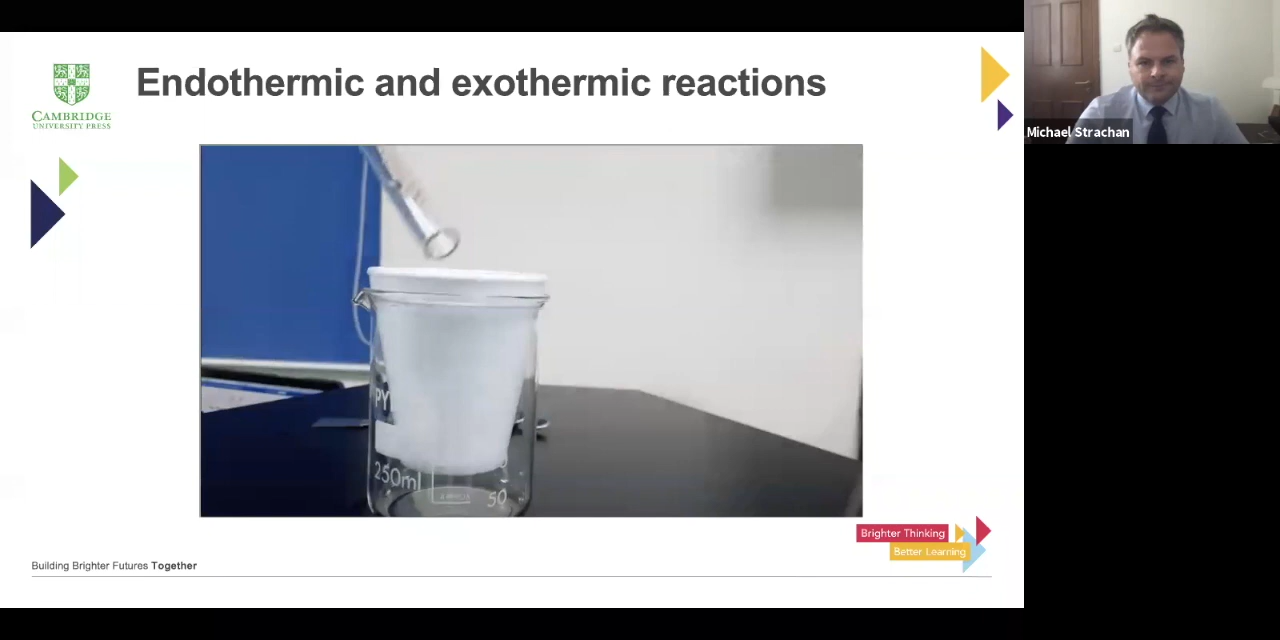 Endothermic and exothermic reactions
CAMBRIDGE
UNIVERSITY PRESS
Michael Strachan
PY
250ml
50
Brighter Thinking
Better Learning
Building Brighter Futures Together